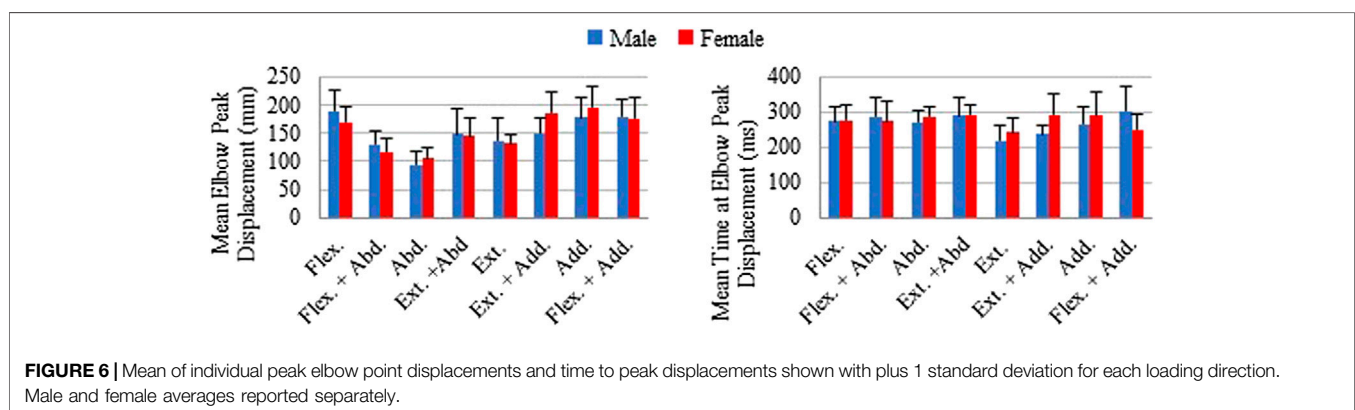 Male Female
Mean Elbow Peak
Displacement (mm)
250
200
150
100
50
0
Flex.
Flex. + Abd.
Abd.
Ext. +Abd
Ext.
Ext. + Add.
Add.
Flex. + Add.
Mean Time at Elbow Peak
Displacement (ms)
400
300
200
100
0
Flex.
Flex. + Abd.
Abd.
Ext. +Abd
Ext.
Ext. + Add.
Add.
Flex. + Add.
FIGURE 6 | Mean of individual peak elbow point displacements and time to peak displacements shown with plus 1 standard deviation for each loading direction.
Male and female averages reported separately.